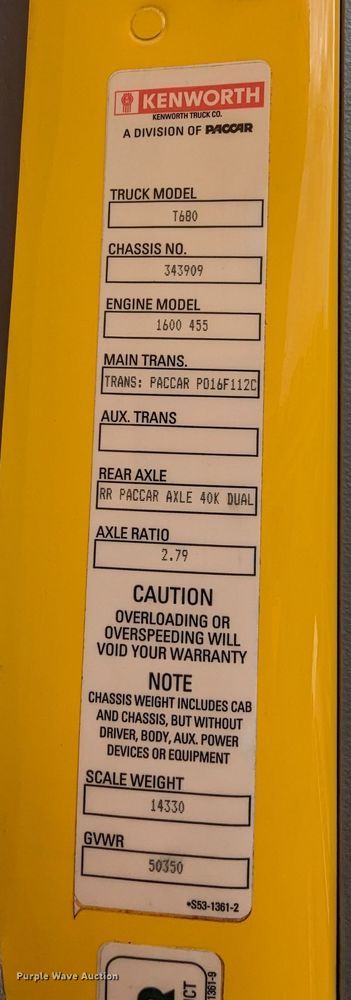 KENWORTH
KENWORTH TRUCK CO.
A DIVISION OF PACCAR
TRUCK MODEL
T680
CHASSIS NO.
343909
ENGINE MODEL
1600 455
MAIN TRANS.
TRANS: PACCAR PO16F112C
AUX. TRANS
REAR AXLE
RR PACCAR AXLE 40K DUAL
AXLE RATIO
2.79
CAUTION
OVERLOADING OR
OVERSPEEDING WILL
VOID YOUR WARRANTY
NOTE
CHASSIS WEIGHT INCLUDES CAB
AND CHASSIS, BUT WITHOUT
DRIVER, BODY, AUX. POWER
DEVICES OR EQUIPMENT
SCALE WEIGHT
14330
GVWR
50350
*S53-1361-2
1361-9
Purple Wave Auction